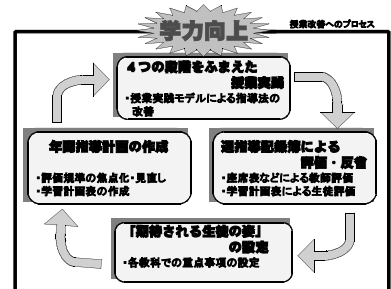 学力向上
授業改善へのプロセス
4つの段階をふまえた
授業実践
・授業実践モデルによる指導法の
改善
週指導記録簿による
評価・反省
・座席表などによる教師評価
・学習計画表による生徒評価
「期待される生徒の姿」
の設定
・各教科での重点事項の設定
年間指導計画の作成
・評価規準の焦点化・見直し
・学習計画表の作成